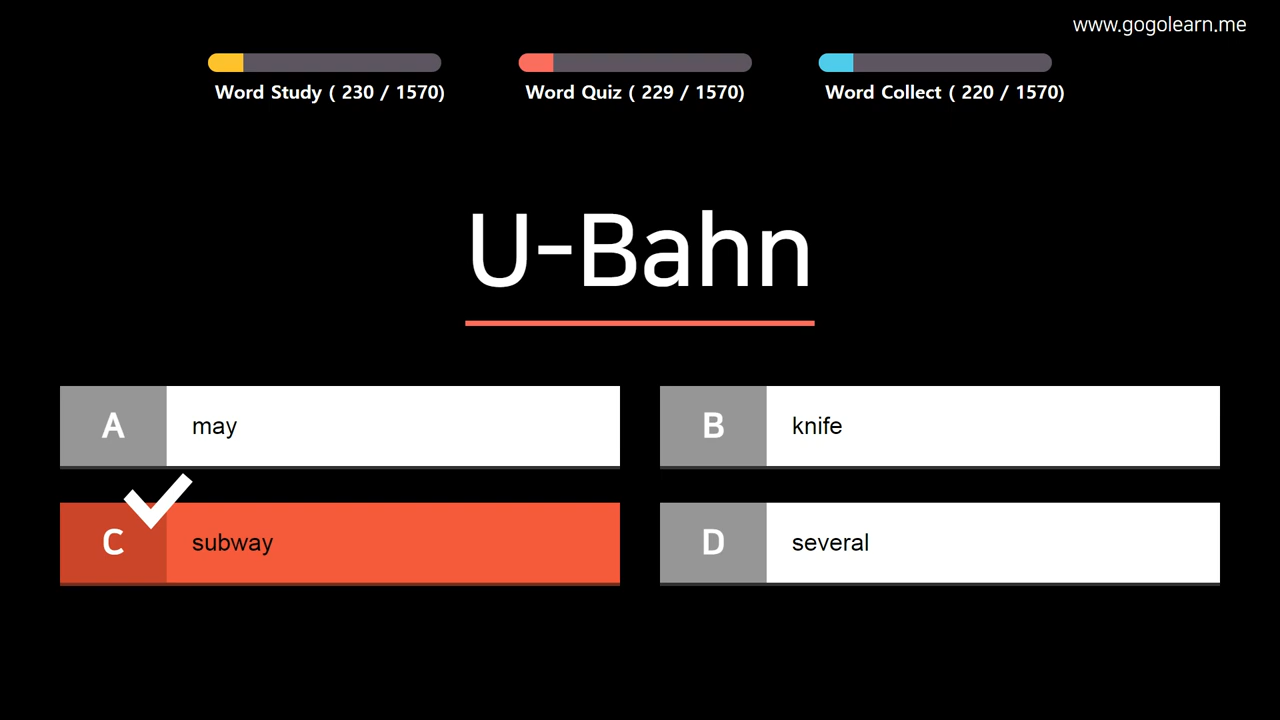 www.gogolearn.me
Word Study ( 230 / 1570)
Word Quiz ( 229 / 1570)
Word Collect ( 220 / 1570)
U-Bahn
A may
B knife
C subway
D several